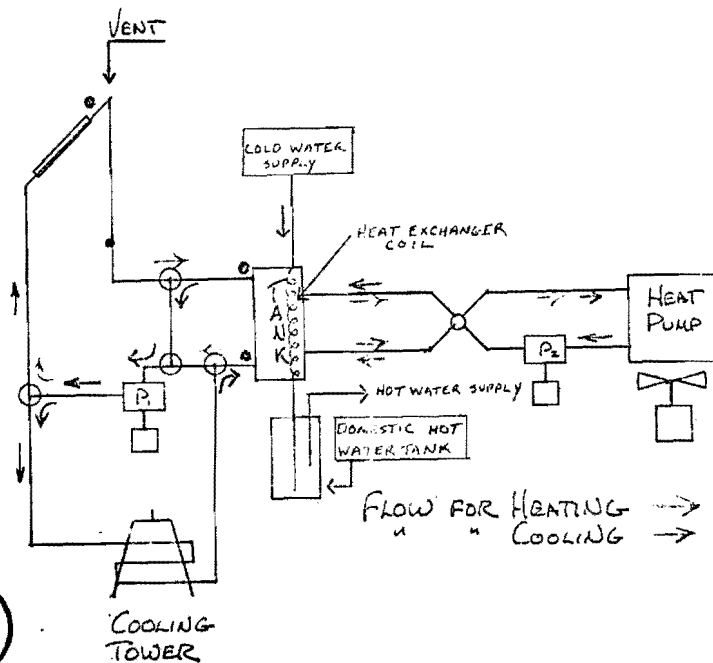 VENT
COLD WATER
SUPPLY
HEAT EXCHANGER
COIL
TANK
HEAT
PUMP
P2
P1
HOT WATER SUPPLY
DOMESTIC HOT
WATER TANK
FLOW FOR HEATING
" " COOLING
COOLING
TOWER